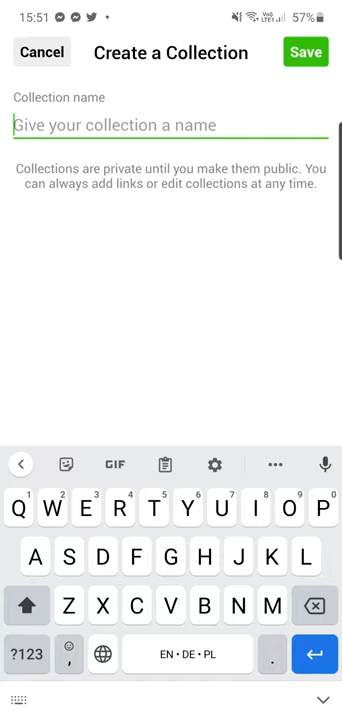 15:51 57%
Cancel Create a Collection Save
Collection name
Give your collection a name
Collections are private until you make them public. You
can always add links or edit collections at any time.
GIF
1 2 3 4 5 6 7 8 9 0
Q W E R T Y U I O P
A S D F G H J K L
Z X C V B N M
?123 , EN • DE • PL .